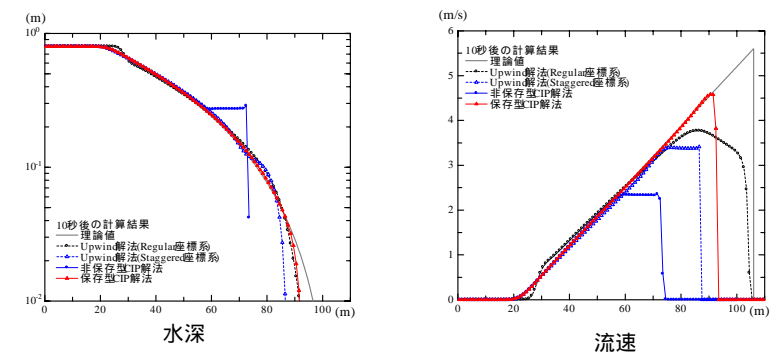 (m)
10⁰
10⁻¹
10⁻²
10秒後の計算結果
理論値
Upwind解法(Regular座標系)
Upwind解法(Staggered座標系)
非保存型CIP解法
保存型CIP解法
0 20 40 60 80 100 (m)
水深
(m/s)
6
5
4
3
2
1
0
10秒後の計算結果
理論値
Upwind解法(Regular座標系)
Upwind解法(Staggered座標系)
非保存型CIP解法
保存型CIP解法
0 20 40 60 80 100 (m)
流速